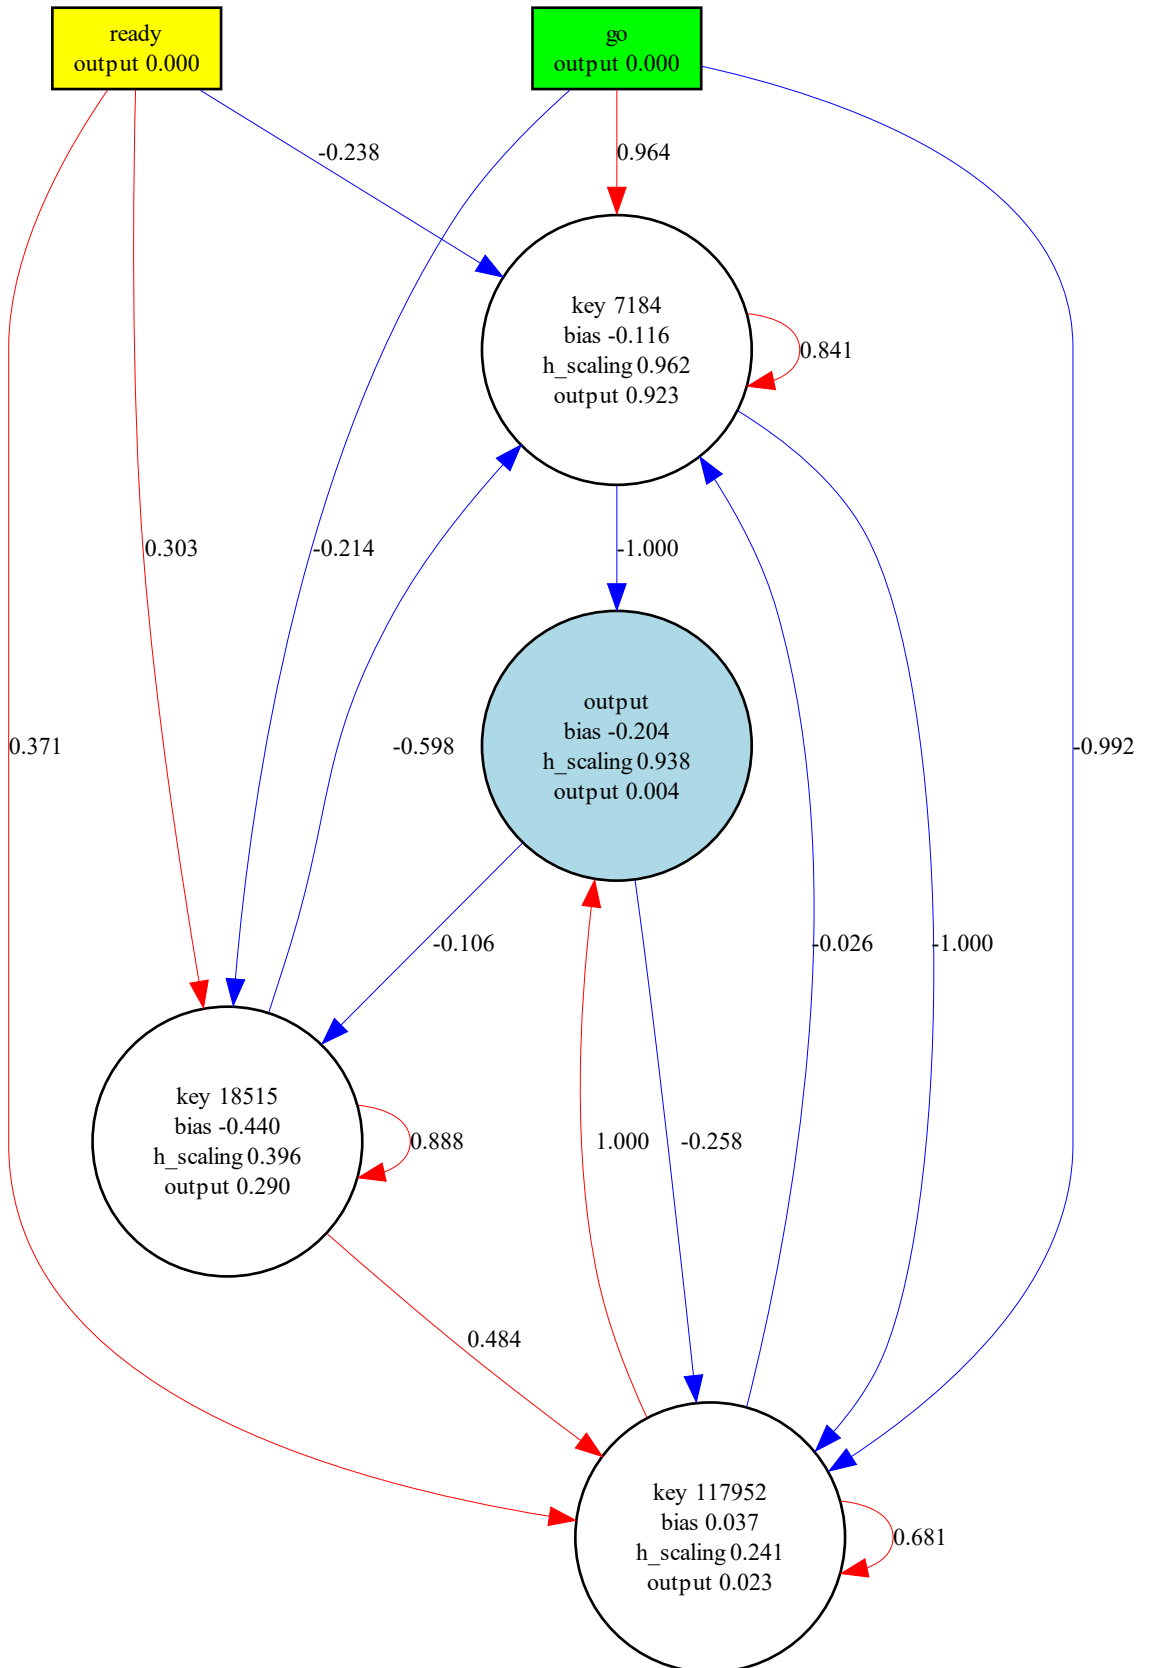 ready
output 0.000
go
output 0.000
-0.238
0.964
key 7184
bias -0.116
h_scaling 0.962
output 0.923
0.841
0.303
-0.214
-1.000
output
bias -0.204
h_scaling 0.938
output 0.004
0.371
-0.598
-0.992
-0.106
-0.026
-1.000
key 18515
bias -0.440
h_scaling 0.396
output 0.290
0.888
1.000
-0.258
0.484
key 117952
bias 0.037
h_scaling 0.241
output 0.023
0.681